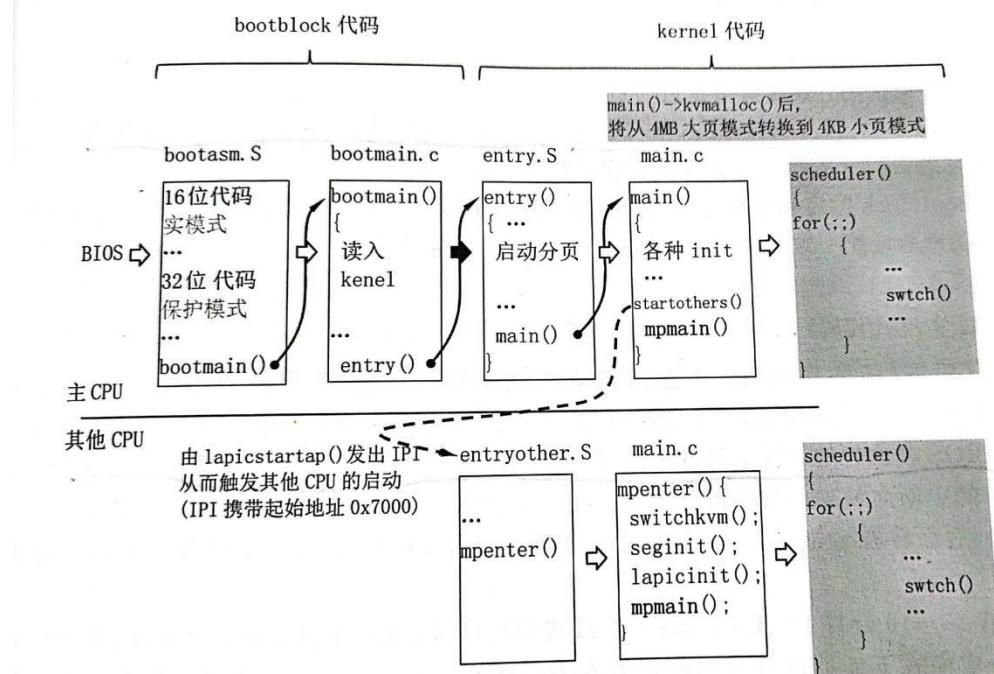 bootblock 代码
kernel 代码
main()->kvmalloc()后,
将从 4MB 大页模式转换到 4KB 小页模式
bootasm.S
bootmain.c
entry.S
main.c
BIOS
16位代码
实模式
...
32位 代码
保护模式
...
bootmain()
bootmain()
{
读入
kenel
...
entry()
entry()
{ ...
启动分页
...
main()
}
main()
{
各种 init
...
startothers()
mpmain()
}
scheduler()
{
for(;;)
{
...
swtch()
...
}
}
主 CPU
其他 CPU
由 lapicstartap()发出 IPI
从而触发其他 CPU 的启动
(IPI 携带起始地址 0x7000)
entryother.S
main.c
...
mpenter()
mpenter() {
switchkvm();
seginit();
lapicinit();
mpmain();
}
scheduler()
{
for(;;)
{
...
swtch()
...
}
}